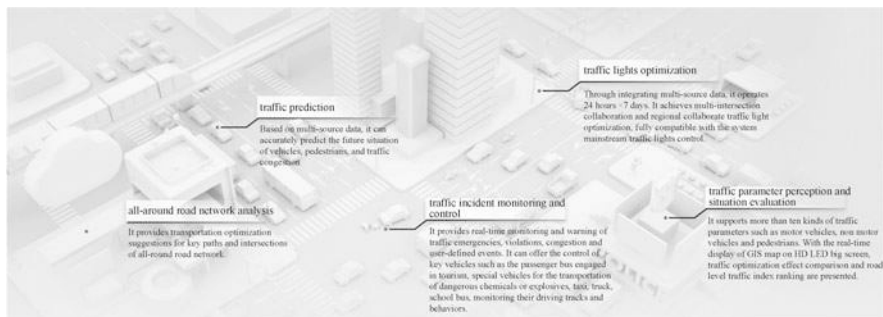 traffic lights optimization
Through integrating multi-source data, it operates
24 hours ×7 days. It achieves multi-intersection
collaboration and regional collaborate traffic light
optimization, fully compatible with the system
mainstream traffic-lights control.
traffic prediction
Based on multi-source data, it can
accurately predict the future situation
of vehicles, pedestrians, and traffic
congestion
all-around road network analysis
It provides transportation optimization
suggestions for key paths and intersections
of all-round road network.
traffic incident monitoring and
control
It provides real-time monitoring and warning of
traffic emergencies, violations, congestion and
user-defined events. It can offer the control of
key vehicles such as the passenger bus engaged
in tourism, special vehicles for the transportation
of dangerous chemicals or explosives, taxi, truck,
school bus, monitoring their driving tracks and
behaviors.
traffic parameter perception and
situation evaluation
It supports more than ten kinds of traffic
parameters such as motor vehicles, non motor
vehicles and pedestrians. With the real-time
display of GIS map on HD LED big screen,
traffic optimization effect comparison and road
level traffic index ranking are presented.